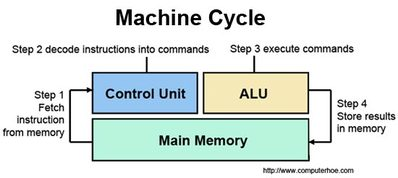 Machine Cycle
Step 2 decode instructions into commands
Step 3 execute commands
Step 1
Fetch
instruction
from memory
Control Unit
ALU
Step 4
Store results
in memory
Main Memory
http://www.computerhoe.com